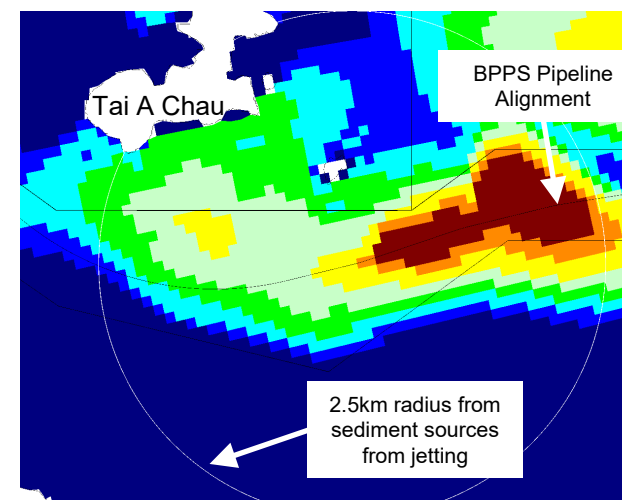 BPPS Pipeline
Alignment
Tai A Chau
2.5km radius from
sediment sources
from jetting